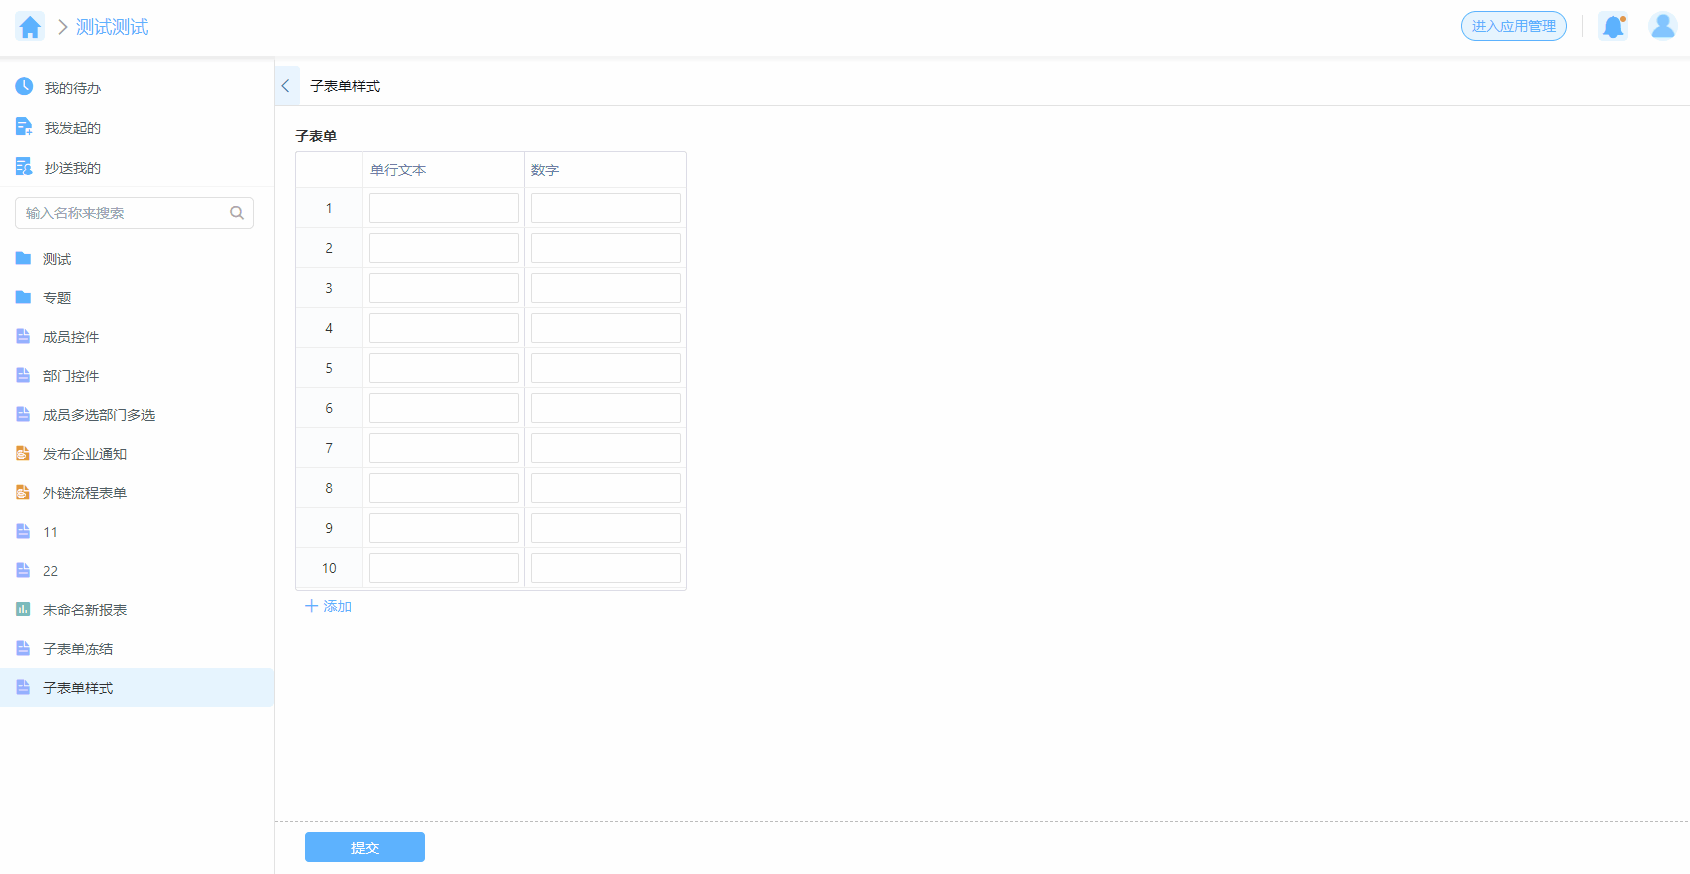 测试测试
进入应用管理
我的待办
我发起的
抄送我的
输入名称来搜索
测试
专题
成员控件
部门控件
成员多选部门多选
发布企业通知
外链流程表单
11
22
未命名新报表
子表单冻结
子表单样式
子表单样式
子表单
单行文本 数字
1
2
3
4
5
6
7
8
9
10
添加
提交